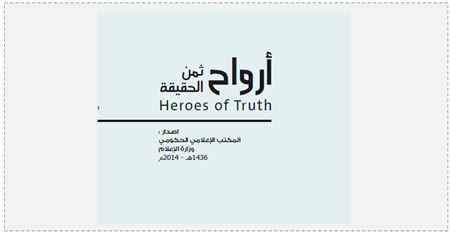 أرواح ثمن الحقيقة
Heroes of Truth
اصدار :
المكتب الإعلامي الحكومي
وزارة الإعلام
1436هـ - 2014م